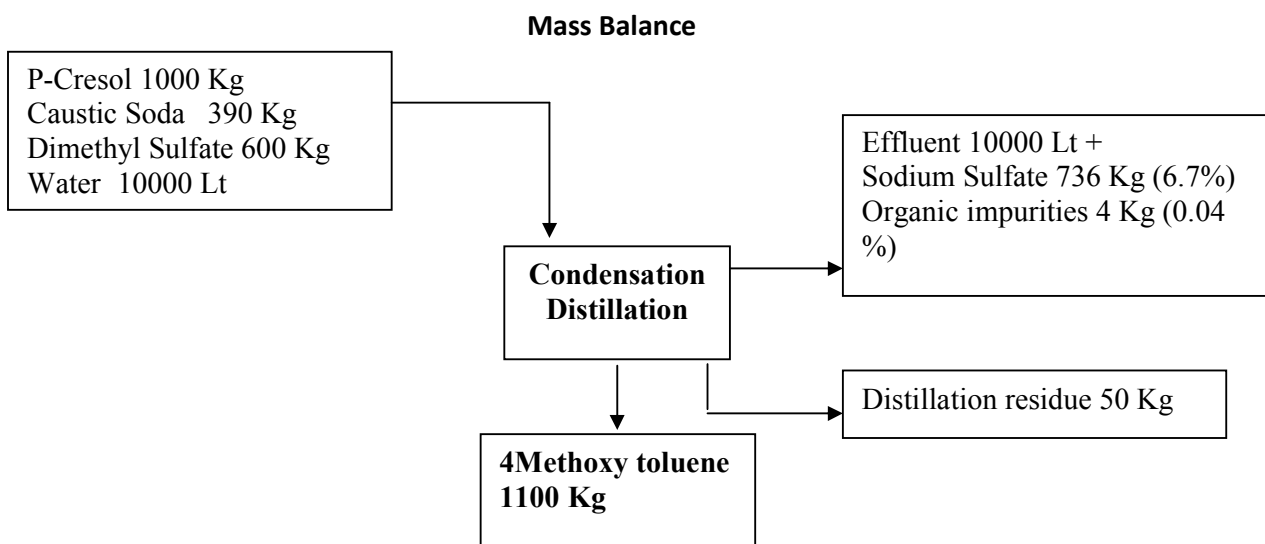 Mass Balance
P-Cresol 1000 Kg
Caustic Soda 390 Kg
Dimethyl Sulfate 600 Kg
Water 10000 Lt
Effluent 10000 Lt +
Sodium Sulfate 736 Kg (6.7%)
Organic impurities 4 Kg (0.04
%)
Condensation
Distillation
Distillation residue 50 Kg
4Methoxy toluene
1100 Kg